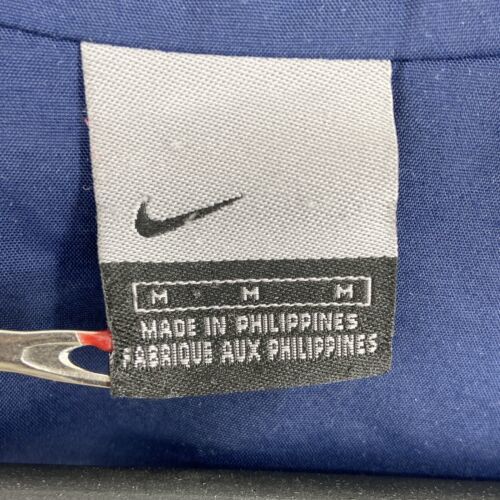 M M M
MADE IN PHILIPPINES
FABRIQUE AUX PHILIPPINES